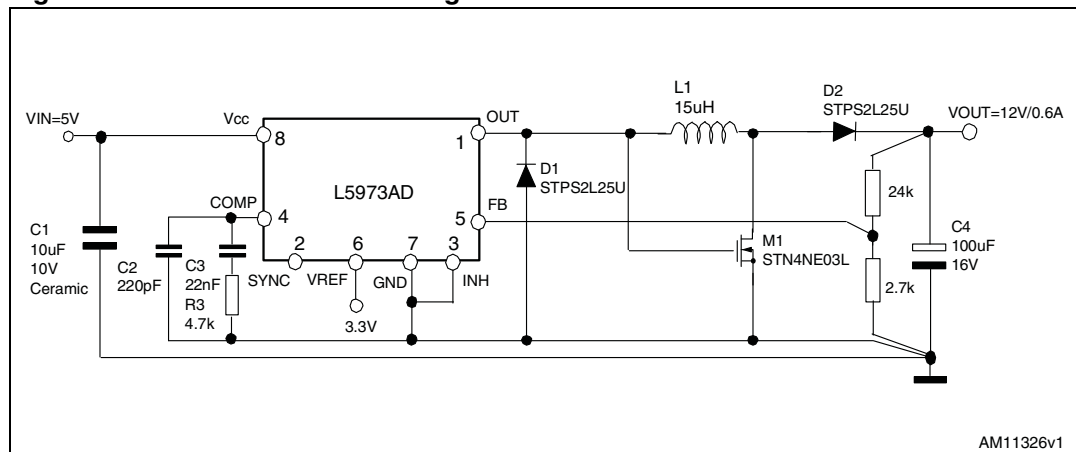 VIN=5V
Vcc
8
OUT
1
L1
15uH
D2
STPS2L25U
VOUT=12V/0.6A
L5973AD
D1
STPS2L25U
24k
COMP
4
FB
5
C1
10uF
10V
Ceramic
C2
220pF
C3
22nF
R3
4.7k
2
SYNC
6
VREF
7
GND
3
INH
3.3V
M1
STN4NE03L
2.7k
C4
100uF
16V
AM11326v1